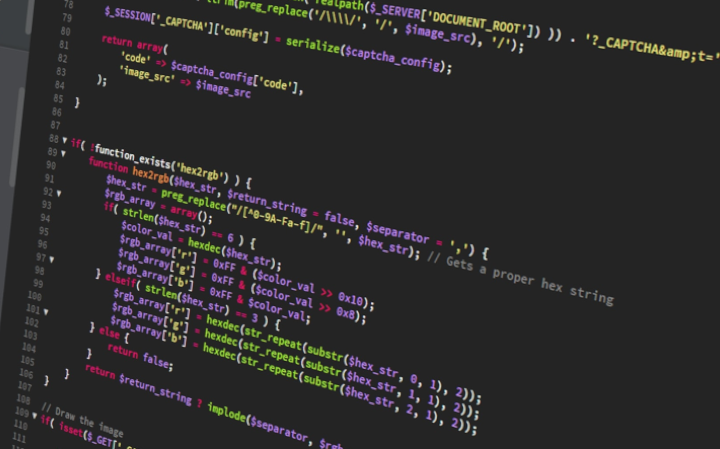 78 ltrim(preg_replace('/\\\\/', '/', realpath($_SERVER['DOCUMENT_ROOT']) )) . '?_CAPTCHA&amp;t='
79 $image_src), '/');
80 $_SESSION['_CAPTCHA']['config'] = serialize($captcha_config);
81 return array(
82 'code' => $captcha_config['code'],
83 'image_src' => $image_src
84 );
85 }
86
87
88 if( !function_exists('hex2rgb') ) {
89 function hex2rgb($hex_str, $return_string = false, $separator = ',') {
90 $hex_str = preg_replace("/[^0-9A-Fa-f]/", '', $hex_str); // Gets a proper hex string
91 $rgb_array = array();
92 if( strlen($hex_str) == 6 ) {
93 $color_val = hexdec($hex_str);
94 $rgb_array['r'] = 0xFF & ($color_val >> 0x10);
95 $rgb_array['g'] = 0xFF & ($color_val >> 0x8);
96 $rgb_array['b'] = 0xFF & $color_val;
97 } elseif( strlen($hex_str) == 3 ) {
98 $rgb_array['r'] = hexdec(str_repeat(substr($hex_str, 0, 1), 2));
99 $rgb_array['g'] = hexdec(str_repeat(substr($hex_str, 1, 1), 2));
100 $rgb_array['b'] = hexdec(str_repeat(substr($hex_str, 2, 1), 2));
101 } else {
102 return false;
103 }
104 return $return_string ? implode($separator,
105 }
106 }
107
108 // Draw the image
109 if( isset($_GET['
110
111